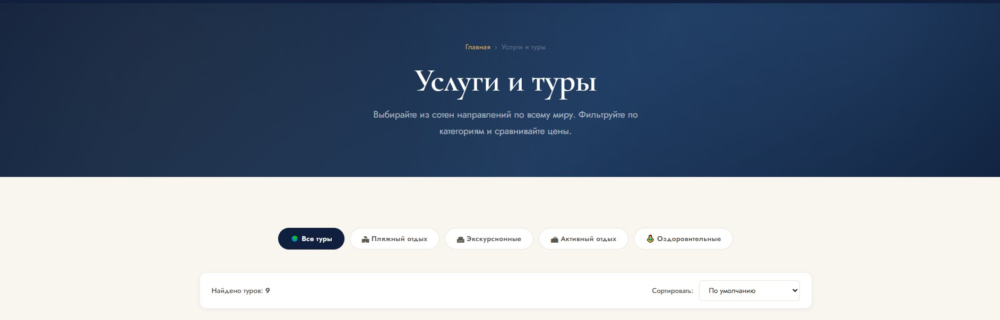 Главная › Услуги и туры
Услуги и туры
Выбирайте из сотен направлений по всему миру. Фильтруйте по
категориям и сравнивайте цены.
Все туры Пляжный отдых Экскурсионные Активный отдых Оздоровительные
Найдено туров: 9 Сортировать: По умолчанию